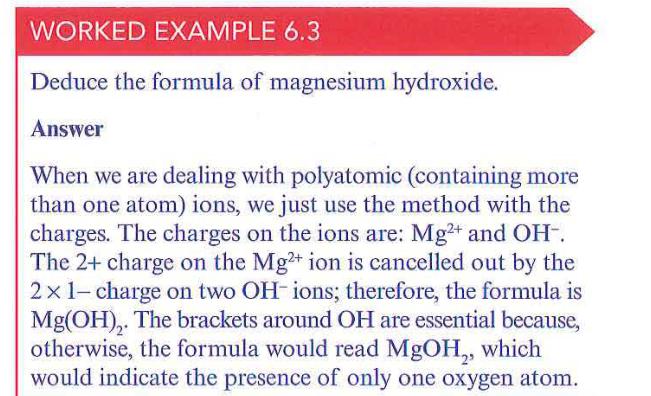 WORKED EXAMPLE 6.3
Deduce the formula of magnesium hydroxide.
Answer
When we are dealing with polyatomic (containing more
than one atom) ions, we just use the method with the
charges. The charges on the ions are: Mg²⁺ and OH⁻.
The 2+ charge on the Mg²⁺ ion is cancelled out by the
2 × 1– charge on two OH⁻ ions; therefore, the formula is
Mg(OH)₂. The brackets around OH are essential because,
otherwise, the formula would read MgOH₂, which
would indicate the presence of only one oxygen atom.